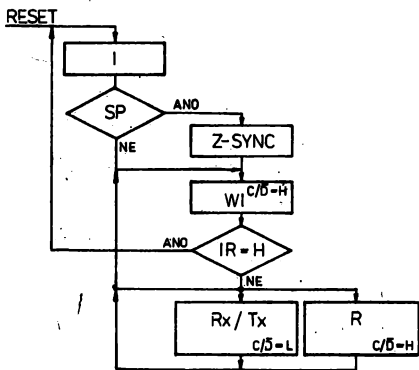 RESET
I
SP
ANO
NE
Z-SYNC
WI C/D̅=H
ANO
IR=H
NE
Rx / Tx
C/D̅=L
R
C/D̅=H